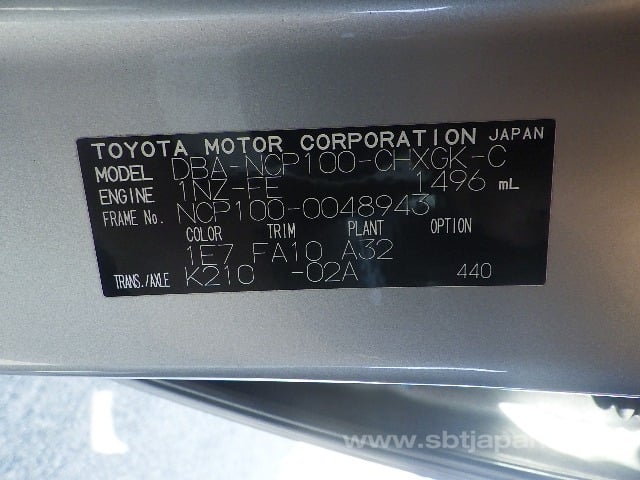 TOYOTA MOTOR CORPORATION JAPAN
MODEL DBA-NCP100-CHXGK-C
ENGINE 1NZ-FE 1496 mL
FRAME No. NCP100-0048943
COLOR TRIM PLANT OPTION
1E7 FA10 A32
TRANS./AXLE K210 -02A 440
www.sbtjapan